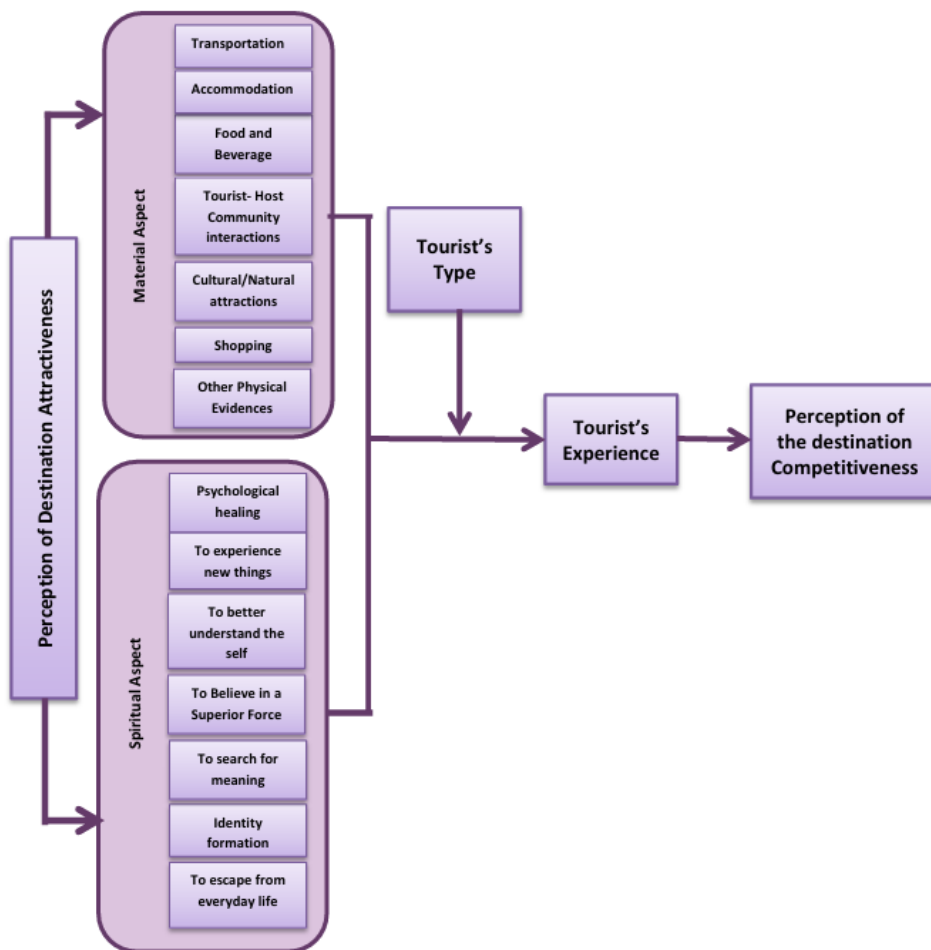 Perception of Destination Attractiveness
Material Aspect
Transportation
Accommodation
Food and
Beverage
Tourist- Host
Community
interactions
Cultural/Natural
attractions
Shopping
Other Physical
Evidences
Spiritual Aspect
Psychological
healing
To experience
new things
To better
understand the
self
To Believe in a
Superior Force
To search for
meaning
Identity
formation
To escape from
everyday life
Tourist’s
Type
Tourist’s
Experience
Perception of
the destination
Competitiveness